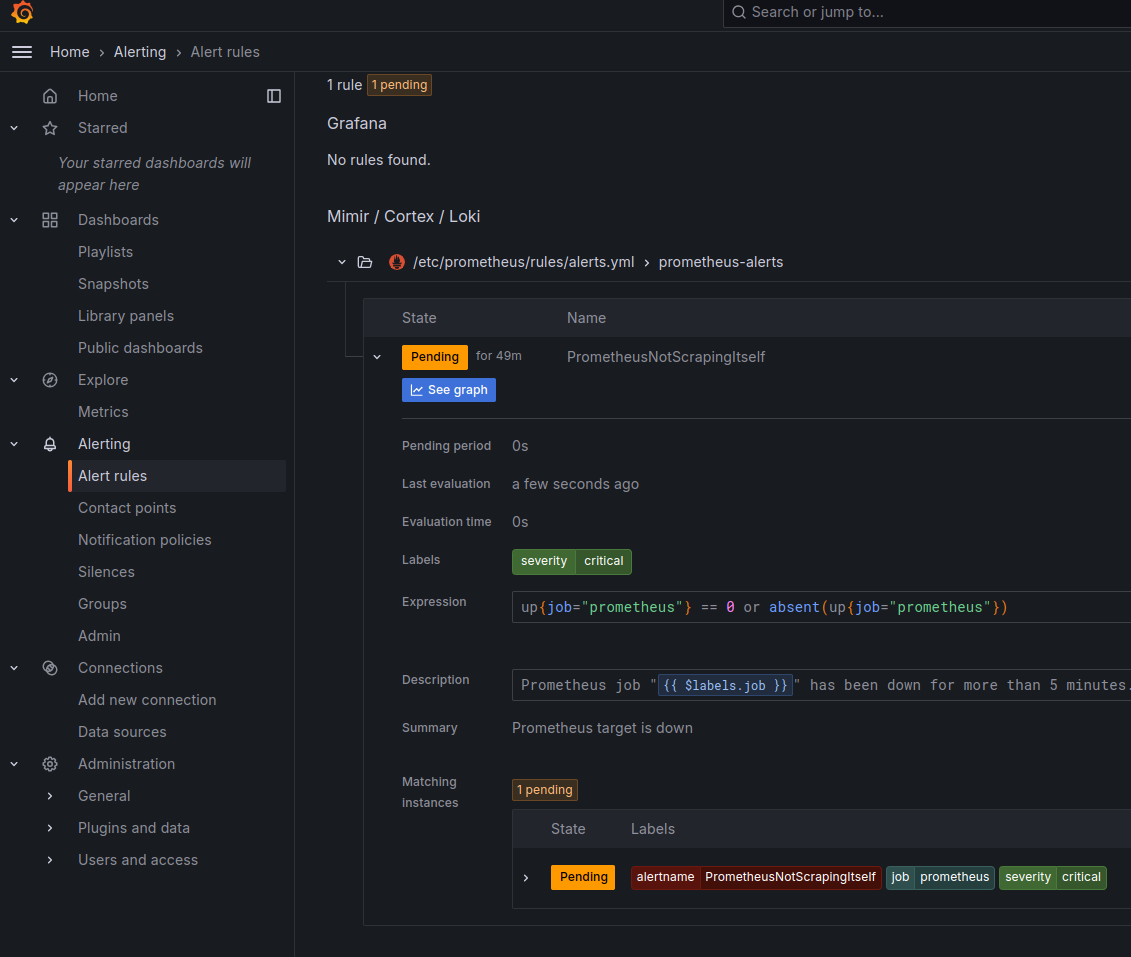 Search or jump to...
Home › Alerting › Alert rules
Home
Starred
Your starred dashboards will
appear here
Dashboards
Playlists
Snapshots
Library panels
Public dashboards
Explore
Metrics
Alerting
Alert rules
Contact points
Notification policies
Silences
Groups
Admin
Connections
Add new connection
Data sources
Administration
General
Plugins and data
Users and access
1 rule 1 pending
Grafana
No rules found.
Mimir / Cortex / Loki
/etc/prometheus/rules/alerts.yml › prometheus-alerts
State Name
Pending for 49m PrometheusNotScrapingItself
See graph
Pending period 0s
Last evaluation a few seconds ago
Evaluation time 0s
Labels severity critical
Expression up{job="prometheus"} == 0 or absent(up{job="prometheus"})
Description Prometheus job "{{ $labels.job }}" has been down for more than 5 minutes.
Summary Prometheus target is down
Matching
instances
1 pending
State Labels
Pending alertname PrometheusNotScrapingItself job prometheus severity critical